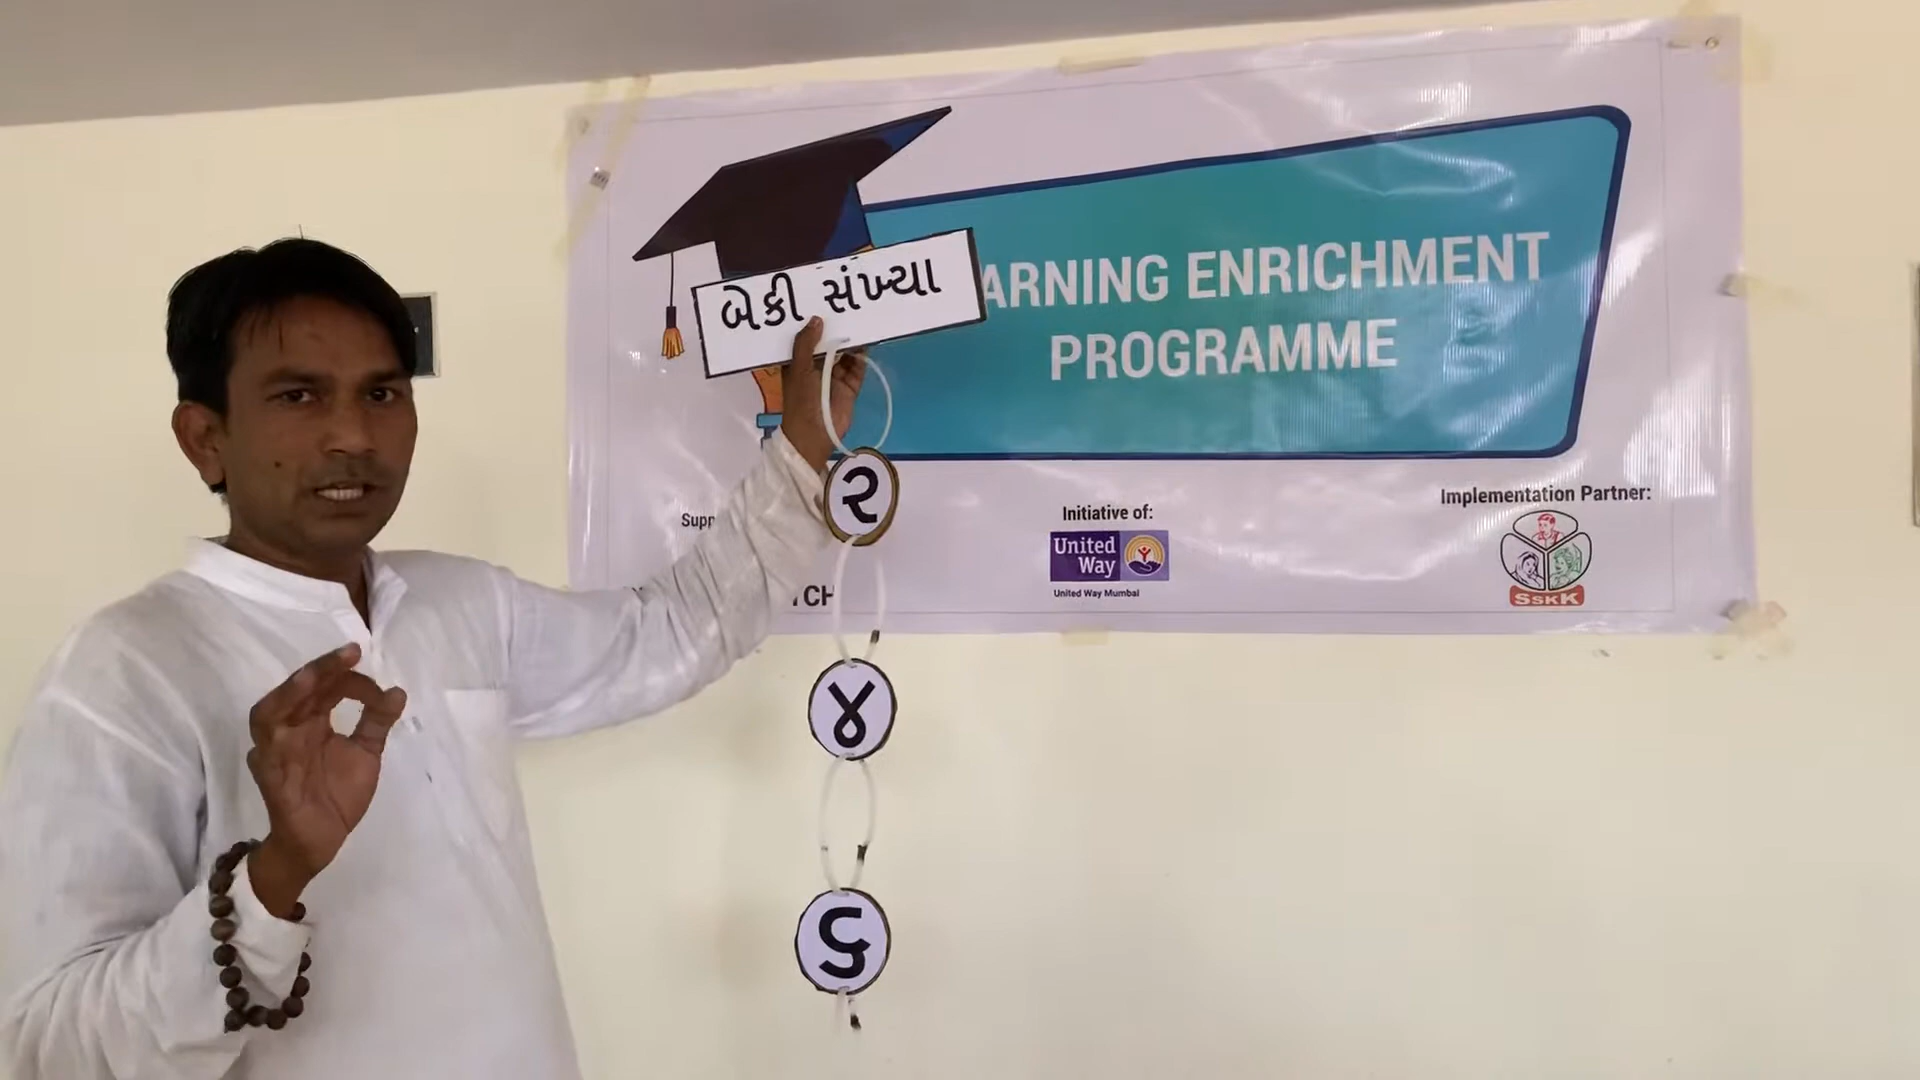 બેકી સંખ્યા
ARNING ENRICHMENT
PROGRAMME
૨
૪
૬
Initiative of:
United
Way
United Way Mumbai
Implementation Partner:
SSKK